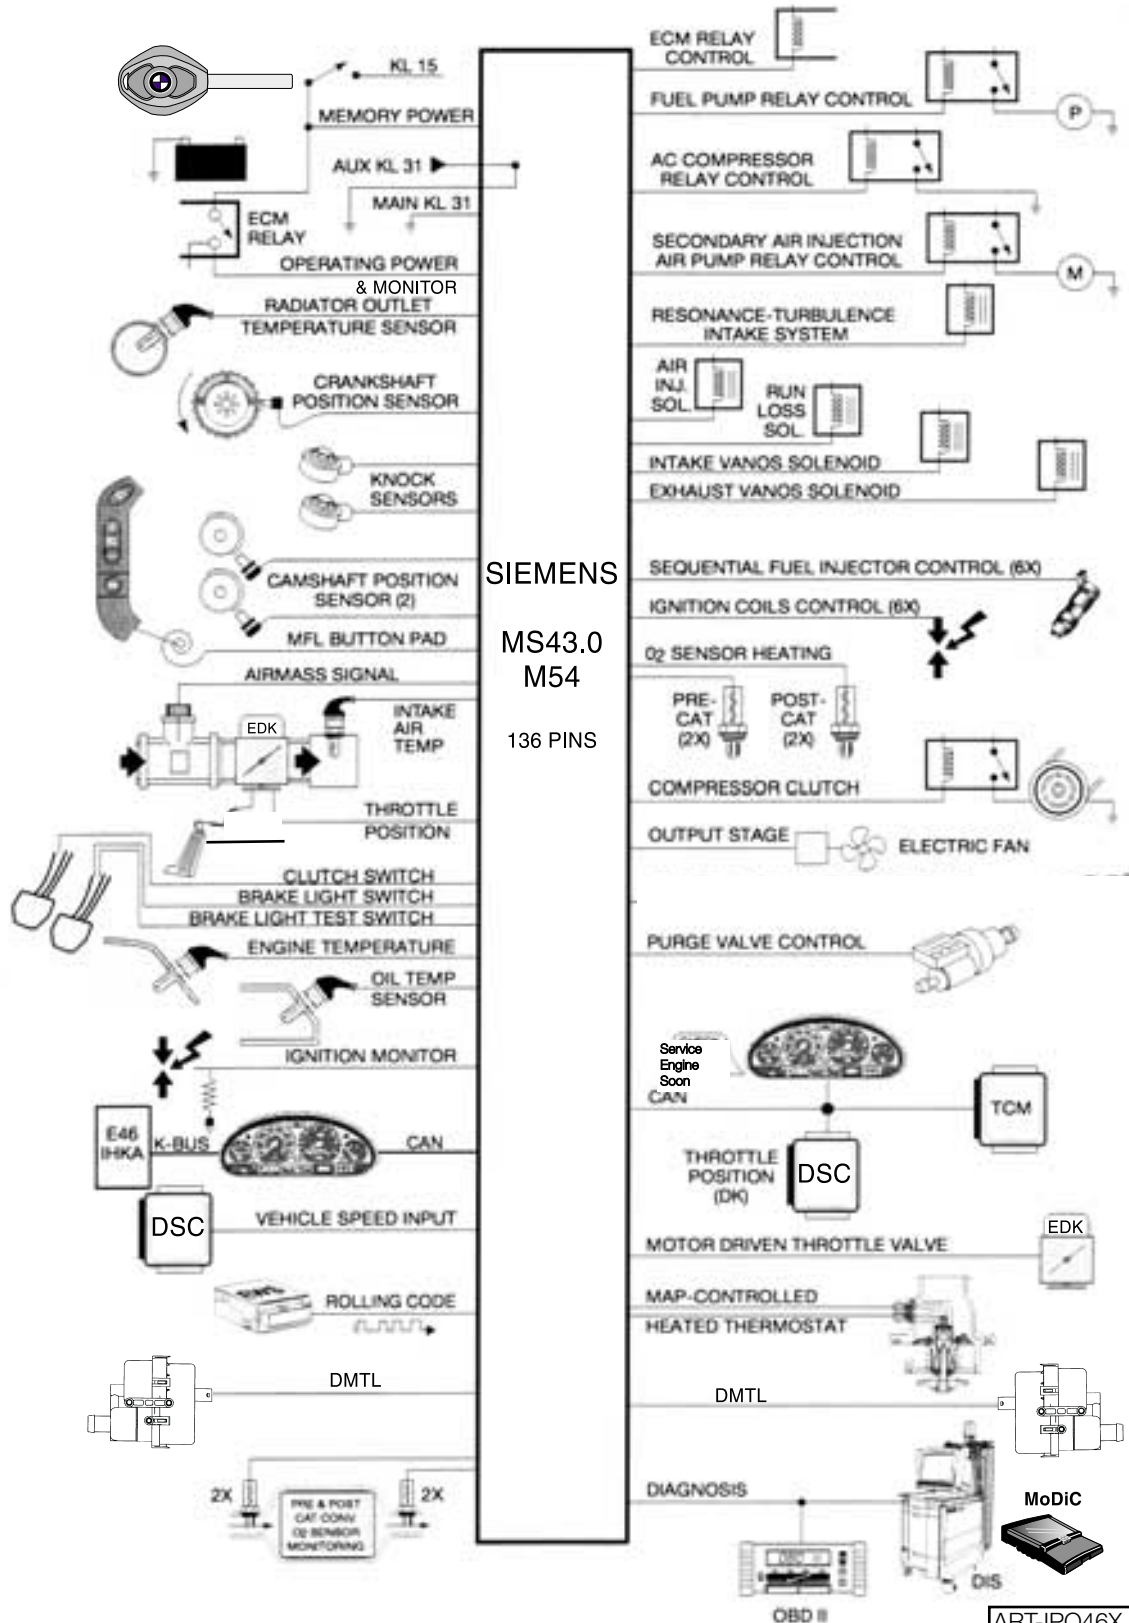 KL 15
MEMORY POWER
AUX KL 31
MAIN KL 31
ECM
RELAY
OPERATING POWER
& MONITOR
RADIATOR OUTLET
TEMPERATURE SENSOR
CRANKSHAFT
POSITION SENSOR
KNOCK
SENSORS
CAMSHAFT POSITION
SENSOR (2)
MFL BUTTON PAD
AIRMASS SIGNAL
INTAKE
AIR
TEMP
EDK
THROTTLE
POSITION
CLUTCH SWITCH
BRAKE LIGHT SWITCH
BRAKE LIGHT TEST SWITCH
ENGINE TEMPERATURE
OIL TEMP
SENSOR
IGNITION MONITOR
E46
IHKA
K-BUS
CAN
DSC
VEHICLE SPEED INPUT
EWS
ROLLING CODE
DMTL
2X
PRE & POST
CAT CONV
O2 SENSOR
MONITORING
2X
SIEMENS
MS43.0
M54
136 PINS
ECM RELAY
CONTROL
FUEL PUMP RELAY CONTROL
P
AC COMPRESSOR
RELAY CONTROL
SECONDARY AIR INJECTION
AIR PUMP RELAY CONTROL
M
RESONANCE-TURBULENCE
INTAKE SYSTEM
AIR
INJ.
SOL.
RUN
LOSS
SOL.
INTAKE VANOS SOLENOID
EXHAUST VANOS SOLENOID
SEQUENTIAL FUEL INJECTOR CONTROL (6X)
IGNITION COILS CONTROL (6X)
O2 SENSOR HEATING
PRE-
CAT
(2X)
POST-
CAT
(2X)
COMPRESSOR CLUTCH
OUTPUT STAGE
ELECTRIC FAN
PURGE VALVE CONTROL
Service
Engine
Soon
CAN
TCM
THROTTLE
POSITION
(DK)
DSC
MOTOR DRIVEN THROTTLE VALVE
EDK
MAP-CONTROLLED
HEATED THERMOSTAT
DMTL
DIAGNOSIS
MoDiC
DIS
OBD II
ART-IPO46X